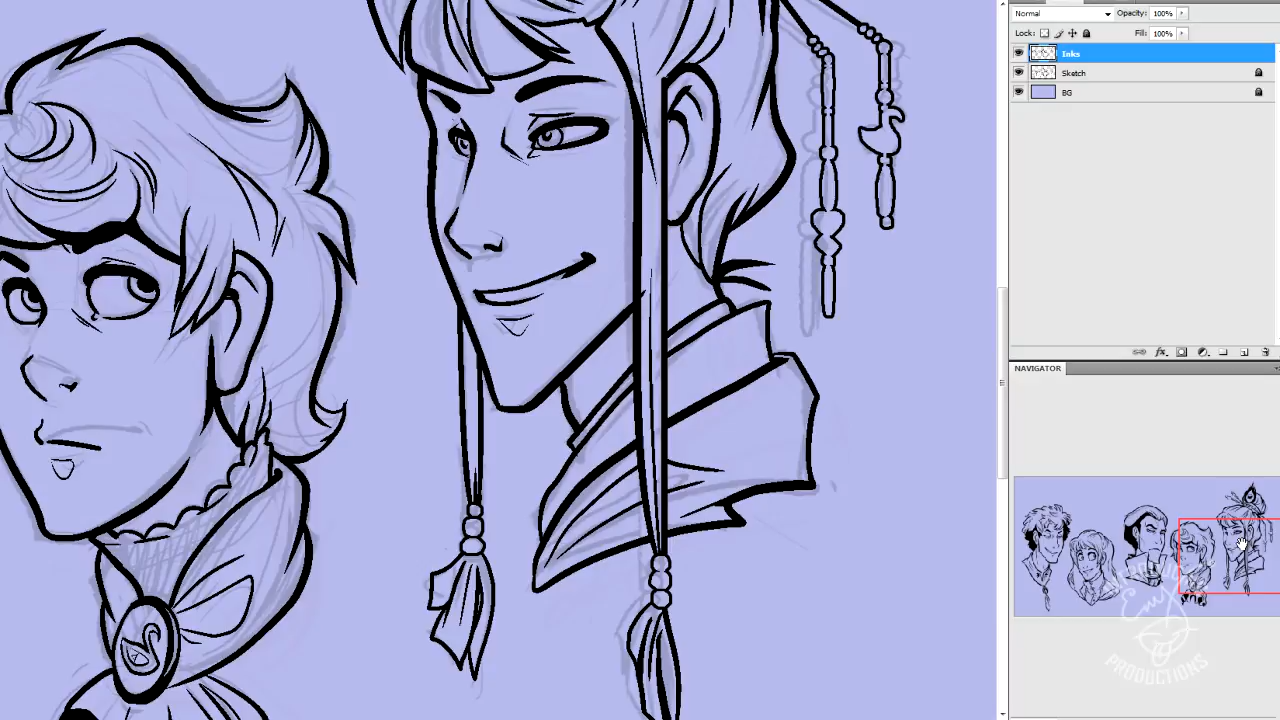 Normal Opacity: 100%
Lock: Fill: 100%
Inks
Sketch
BG
NAVIGATOR
PRODUCTIONS